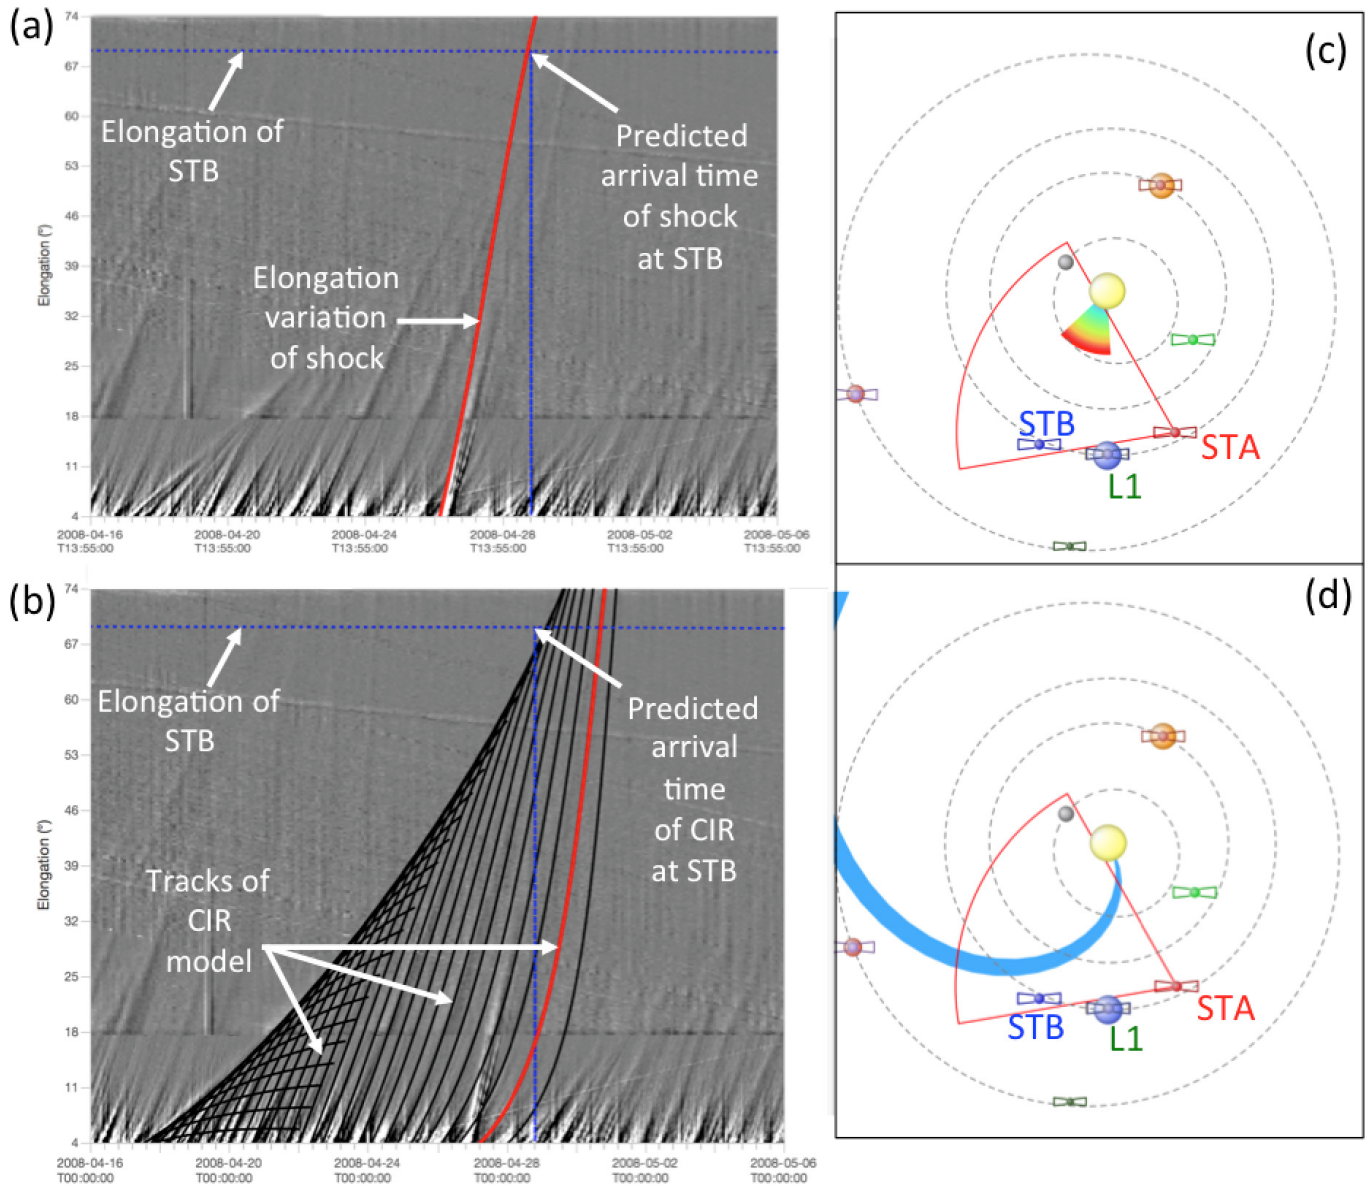 (a)
74
67
60
53
46
39
32
25
18
11
4
Elongation (°)
Elongation of
STB
Predicted
arrival time
of shock
at STB
Elongation
variation
of shock
2008-04-16
T13:55:00
2008-04-20
T13:55:00
2008-04-24
T13:55:00
2008-04-28
T13:55:00
2008-05-02
T13:55:00
2008-05-06
T13:55:00
(c)
STB
STA
L1
(b)
74
67
60
53
46
39
32
25
18
11
4
Elongation (°)
Elongation of
STB
Predicted
arrival
time
of CIR
at STB
Tracks of
CIR
model
2008-04-16
T00:00:00
2008-04-20
T00:00:00
2008-04-24
T00:00:00
2008-04-28
T00:00:00
2008-05-02
T00:00:00
2008-05-06
T00:00:00
(d)
STB
STA
L1